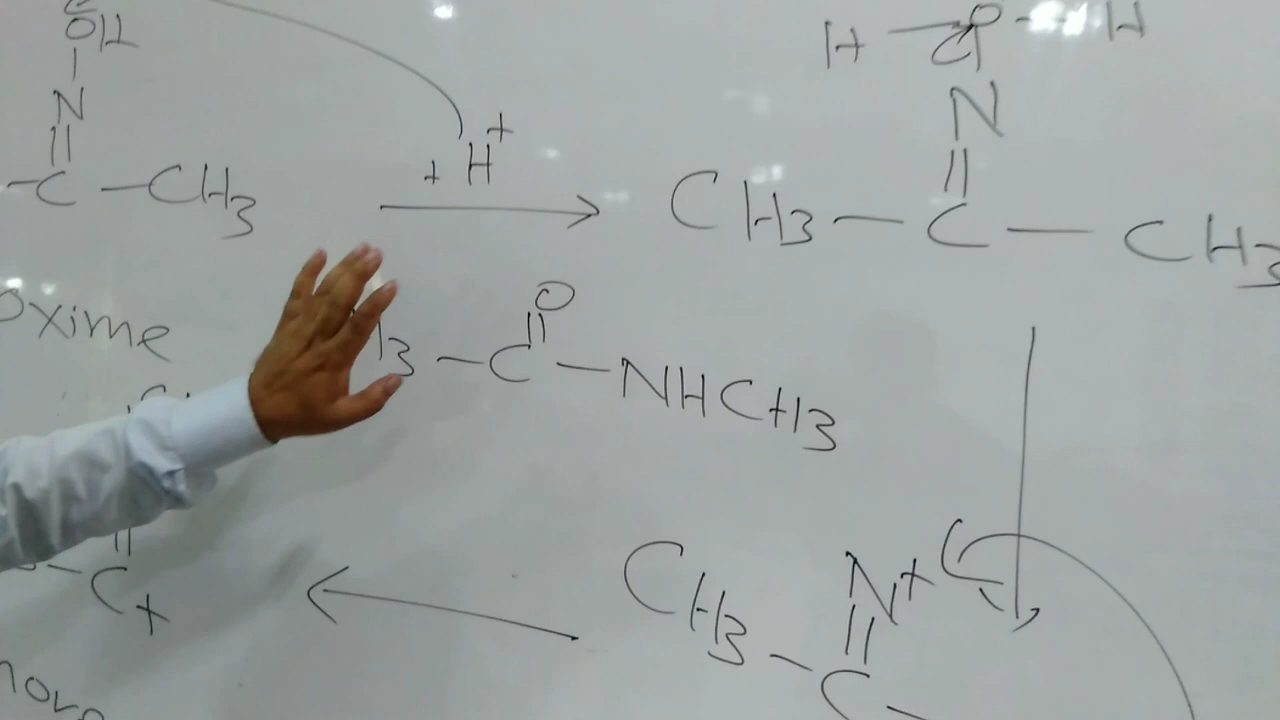 OH
N
|| 
- C - CH3
+ H+
H - O - H
N
||
CH3 - C - CH3
oxime
O
||
3 - C - NHCH3
CH3 N+
||
C
||
- C+